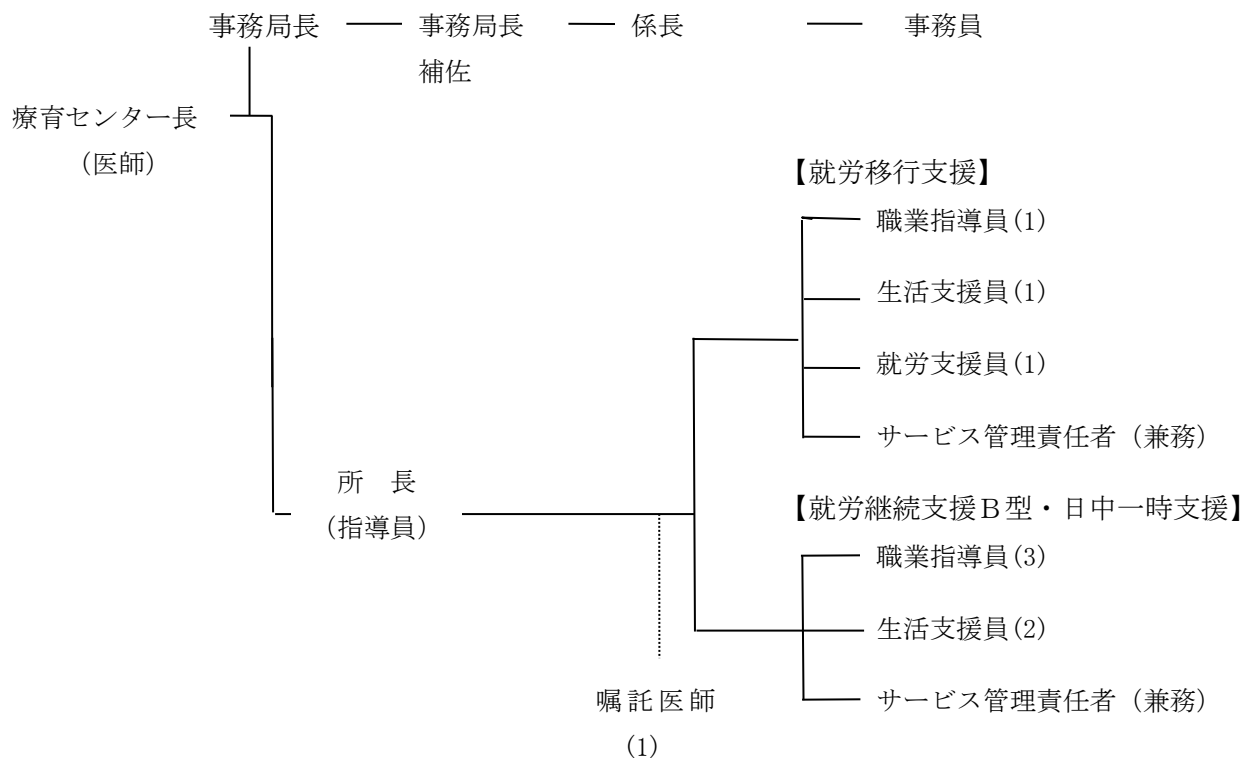 事務局長 事務局長 係長 事務員
補佐
療育センター長
(医師)
【就労移行支援】
職業指導員(1)
生活支援員(1)
就労支援員(1)
サービス管理責任者（兼務）
所　長
(指導員)
【就労継続支援Ｂ型・日中一時支援】
職業指導員(3)
生活支援員(2)
サービス管理責任者（兼務）
嘱託医師
(1)